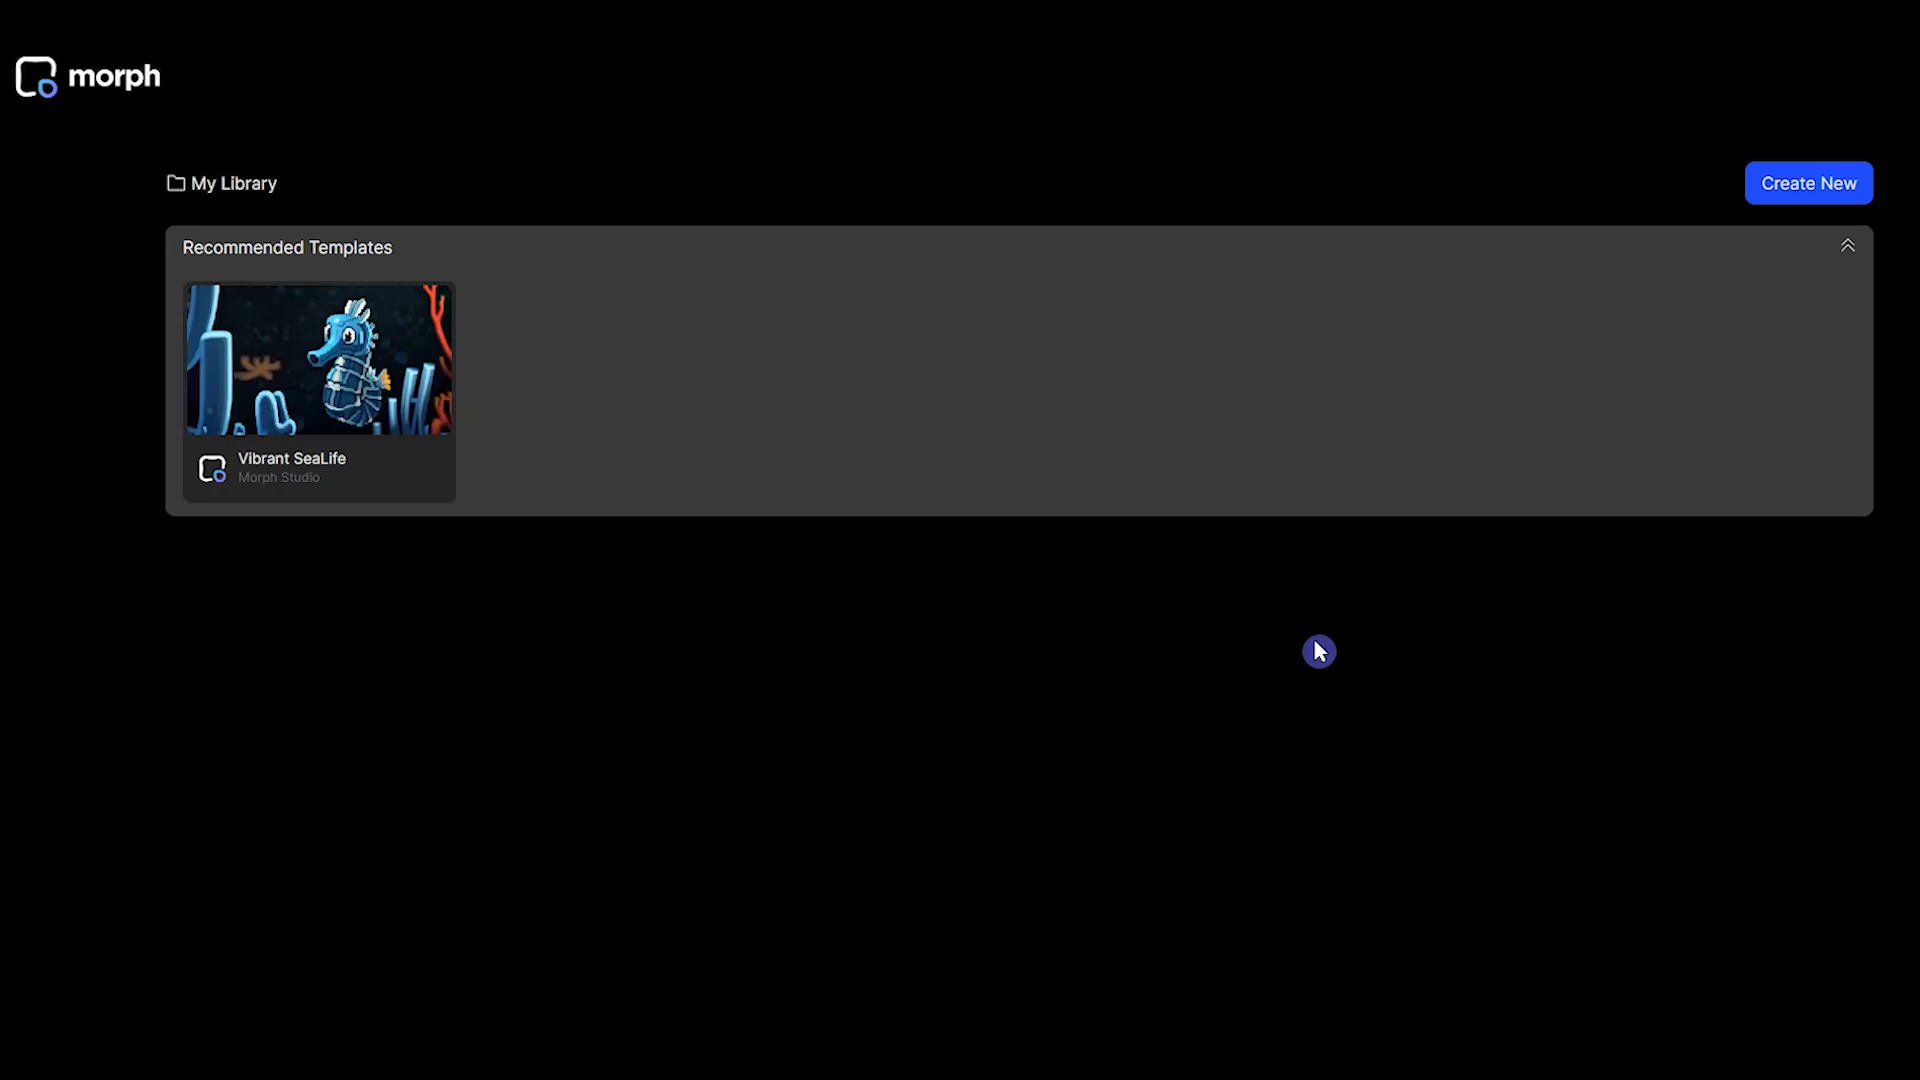 morph
My Library
Create New
Recommended Templates
Vibrant SeaLife
Morph Studio